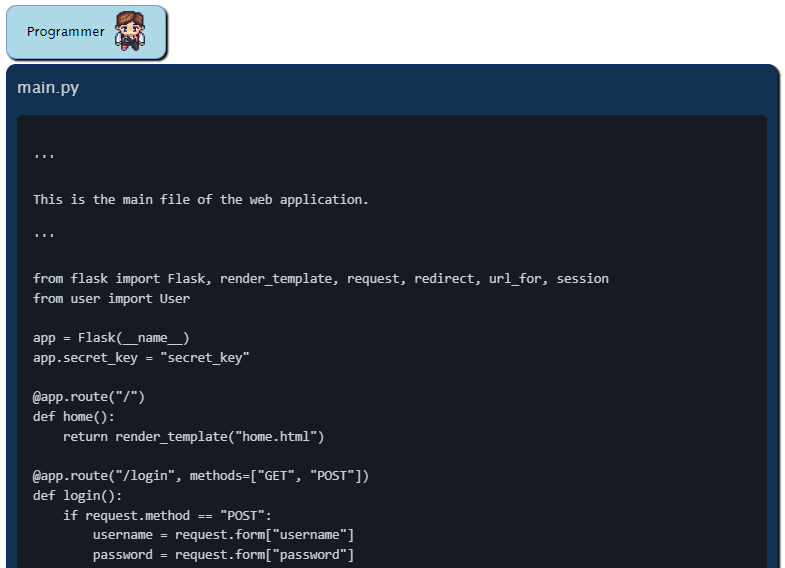 Programmer
main.py
'''
This is the main file of the web application.
'''
from flask import Flask, render_template, request, redirect, url_for, session
from user import User
app = Flask(__name__)
app.secret_key = "secret_key"
@app.route("/")
def home():
    return render_template("home.html")
@app.route("/login", methods=["GET", "POST"])
def login():
    if request.method == "POST":
        username = request.form["username"]
        password = request.form["password"]